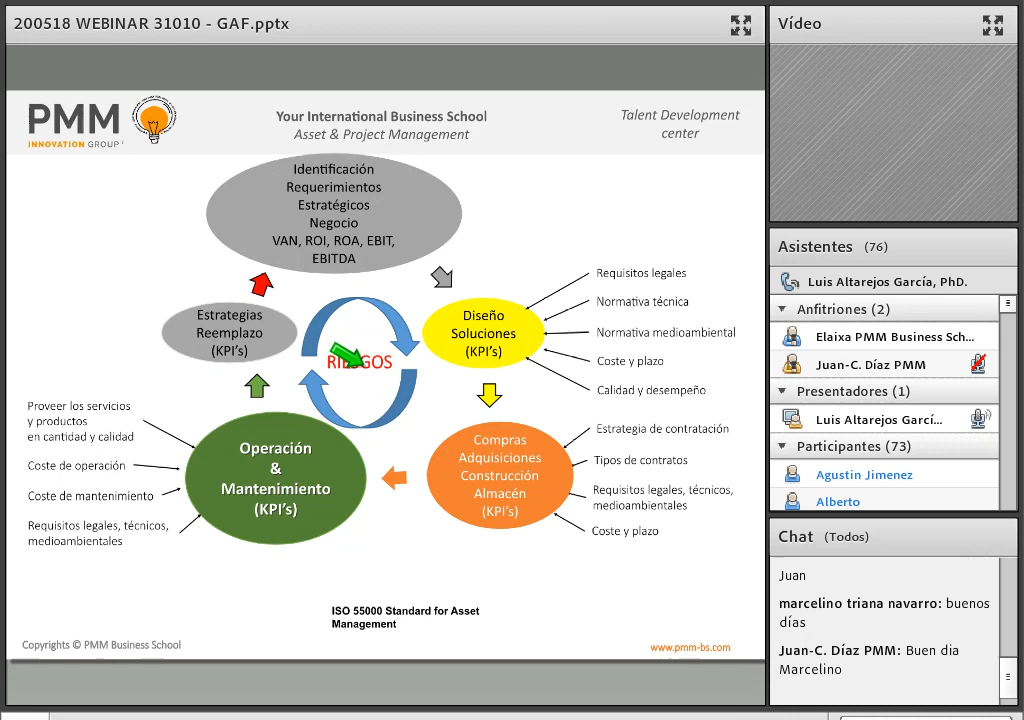 200518 WEBINAR 31010 - GAF.pptx
PMM
INNOVATION GROUP
Your International Business School
Asset & Project Management
Talent Development
center
Identificación
Requerimientos
Estratégicos
Negocio
VAN, ROI, ROA, EBIT,
EBITDA
Estrategias
Reemplazo
(KPI's)
RIESGOS
Diseño
Soluciones
(KPI's)
Requisitos legales
Normativa técnica
Normativa medioambiental
Coste y plazo
Calidad y desempeño
Proveer los servicios
y productos
en cantidad y calidad
Coste de operación
Coste de mantenimiento
Requisitos legales, técnicos,
medioambientales
Operación
&
Mantenimiento
(KPI's)
Compras
Adquisiciones
Construcción
Almacén
(KPI's)
Estrategia de contratación
Tipos de contratos
Requisitos legales, técnicos,
medioambientales
Coste y plazo
ISO 55000 Standard for Asset
Management
Copyrights © PMM Business School
www.pmm-bs.com
Vídeo
Asistentes (76)
Luis Altarejos García, PhD.
Anfitriones (2)
Elaixa PMM Business Sch...
Juan-C. Díaz PMM
Presentadores (1)
Luis Altarejos Garcí...
Participantes (73)
Agustin Jimenez
Alberto
Chat (Todos)
Juan
marcelino triana navarro: buenos
días
Juan-C. Díaz PMM: Buen dia
Marcelino